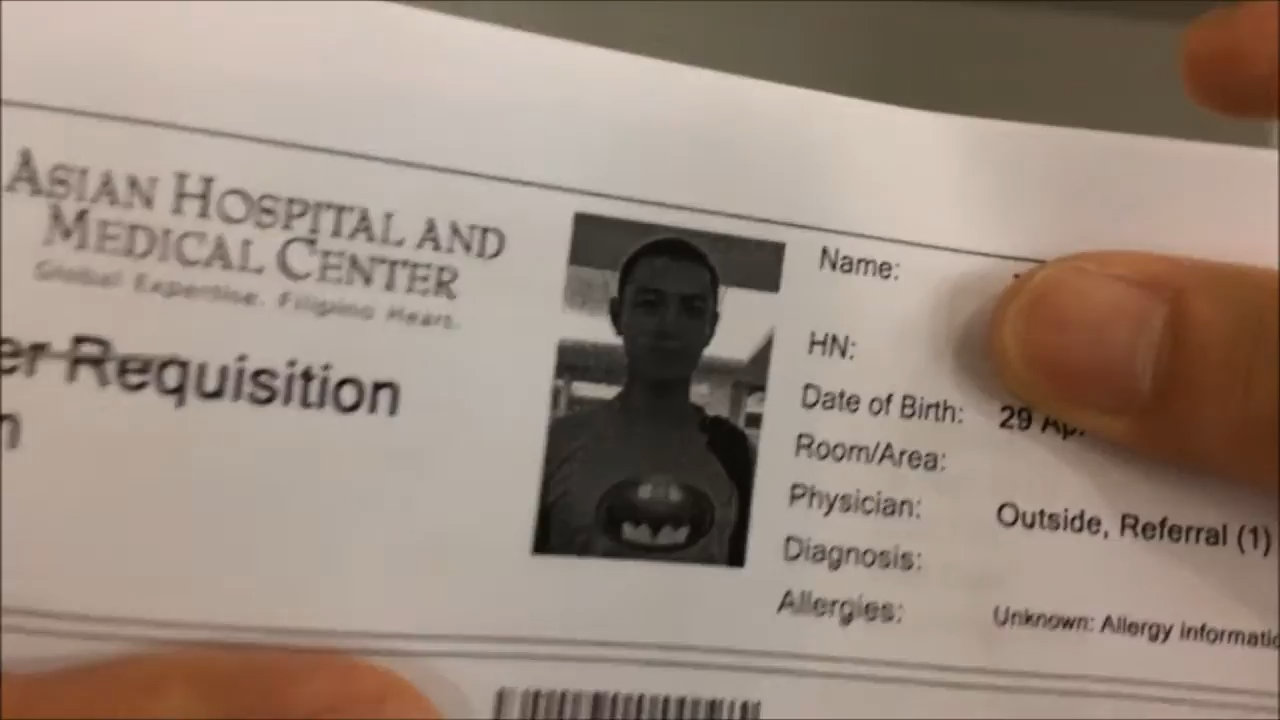 ASIAN HOSPITAL AND
MEDICAL CENTER
Global Expertise. Filipino Heart.
er Requisition
n
Name:
HN:
Date of Birth: 29 Apr
Room/Area:
Physician: Outside, Referral (1)
Diagnosis:
Allergies: Unknown: Allergy informatio